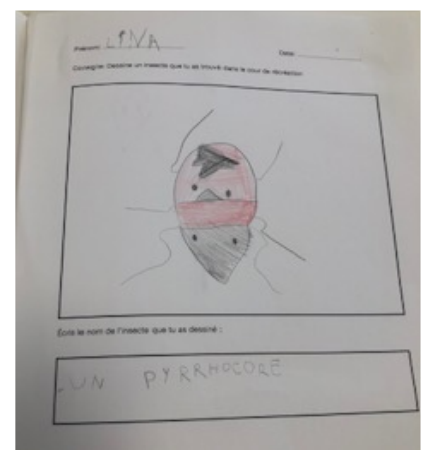 Prénom: LINA
Date:
Consigne: Dessine un insecte que tu as trouvé dans la cour de récréation
Écris le nom de l'insecte que tu as dessiné :
UN PYRRHOCORE